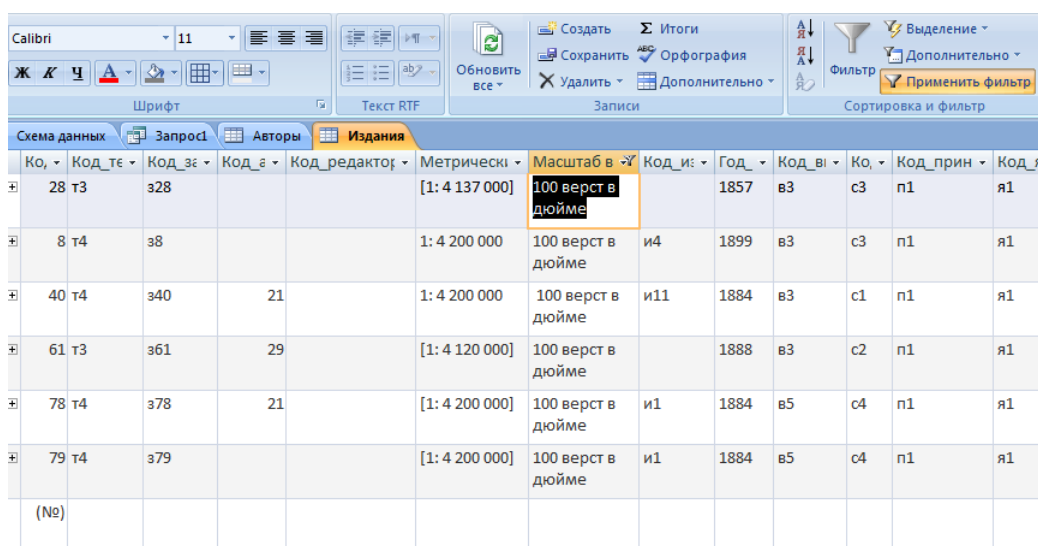 Calibri 11 Создать Σ Итоги Выделение
Сохранить Орфография Дополнительно
Ж К Ч А Обновить все Удалить Дополнительно Фильтр Применить фильтр
Шрифт Текст RTF Записи Сортировка и фильтр
Схема данных Запрос1 Авторы Издания
Ко, Код_те Код_за Код_а Код_редактор Метрически Масштаб в Код_из Год_ Код_ві Ко, Код_прин Код_я
28 т3 з28 [1: 4 137 000] 100 верст в 1857 в3 с3 п1 я1
дюйме
8 т4 з8 1: 4 200 000 100 верст в и4 1899 в3 с3 п1 я1
дюйме
40 т4 з40 21 1: 4 200 000 100 верст в и11 1884 в3 с1 п1 я1
дюйме
61 т3 з61 29 [1: 4 120 000] 100 верст в 1888 в3 с2 п1 я1
дюйме
78 т4 з78 21 [1: 4 200 000] 100 верст в и1 1884 в5 с4 п1 я1
дюйме
79 т4 з79 [1: 4 200 000] 100 верст в и1 1884 в5 с4 п1 я1
дюйме
(№)